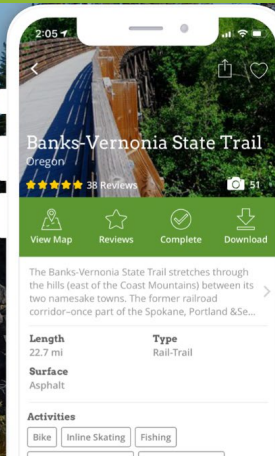 2:05
Banks-Vernonia State Trail
Oregon
38 Reviews
51
View Map Reviews Complete Download
The Banks-Vernonia State Trail stretches through
the hills (east of the Coast Mountains) between its
two namesake towns. The former railroad
corridor–once part of the Spokane, Portland &Se...
Length Type
22.7 mi Rail-Trail
Surface
Asphalt
Activities
Bike Inline Skating Fishing